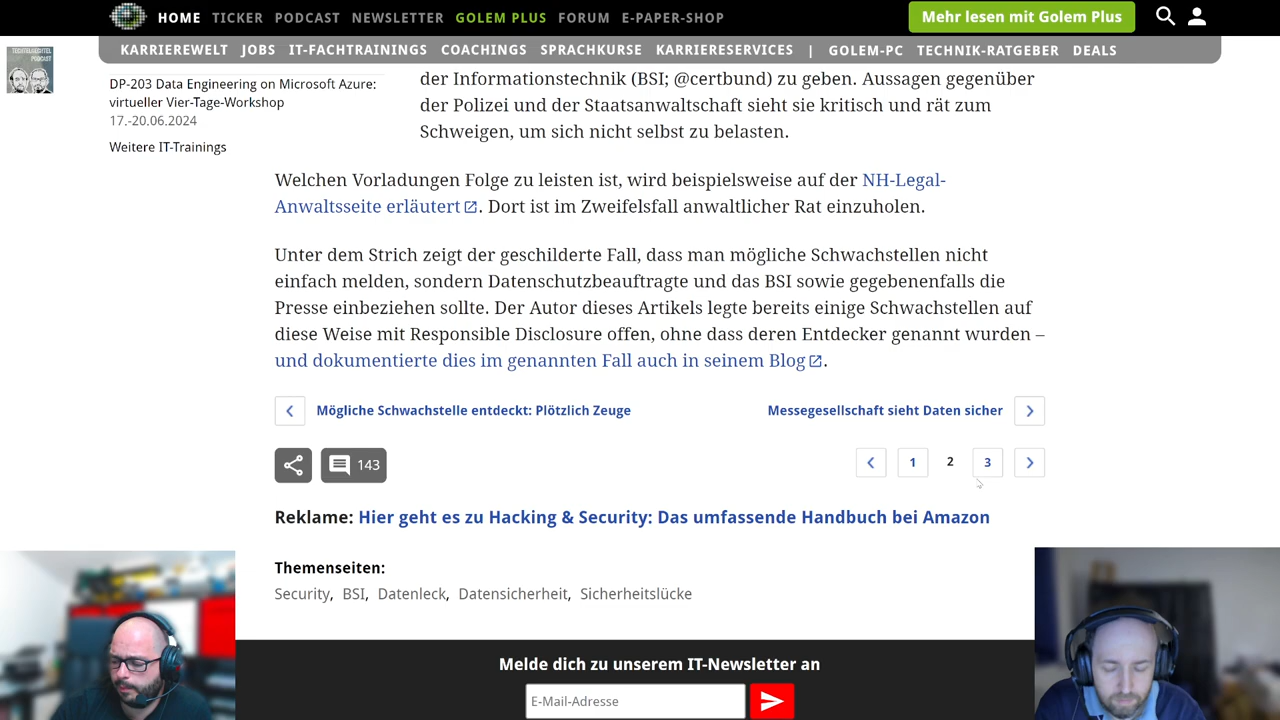 HOME TICKER PODCAST NEWSLETTER GOLEM PLUS FORUM E-PAPER-SHOP
Mehr lesen mit Golem Plus
KARRIEREWELT JOBS IT-FACHTRAININGS COACHINGS SPRACHKURSE KARRIERESERVICES | GOLEM-PC TECHNIK-RATGEBER DEALS
TECHTELMECHTEL
PODCAST
DP-203 Data Engineering on Microsoft Azure:
virtueller Vier-Tage-Workshop
17.-20.06.2024
Weitere IT-Trainings
der Informationstechnik (BSI; @certbund) zu geben. Aussagen gegenüber
der Polizei und der Staatsanwaltschaft sieht sie kritisch und rät zum
Schweigen, um sich nicht selbst zu belasten.
Welchen Vorladungen Folge zu leisten ist, wird beispielsweise auf der NH-Legal-
Anwaltsseite erläutert. Dort ist im Zweifelsfall anwaltlicher Rat einzuholen.
Unter dem Strich zeigt der geschilderte Fall, dass man mögliche Schwachstellen nicht
einfach melden, sondern Datenschutzbeauftragte und das BSI sowie gegebenenfalls die
Presse einbeziehen sollte. Der Autor dieses Artikels legte bereits einige Schwachstellen auf
diese Weise mit Responsible Disclosure offen, ohne dass deren Entdecker genannt wurden –
und dokumentierte dies im genannten Fall auch in seinem Blog.
Mögliche Schwachstelle entdeckt: Plötzlich Zeuge
Messegesellschaft sieht Daten sicher
143
1 2 3
Reklame: Hier geht es zu Hacking & Security: Das umfassende Handbuch bei Amazon
Themenseiten:
Security, BSI, Datenleck, Datensicherheit, Sicherheitslücke
Melde dich zu unserem IT-Newsletter an
E-Mail-Adresse